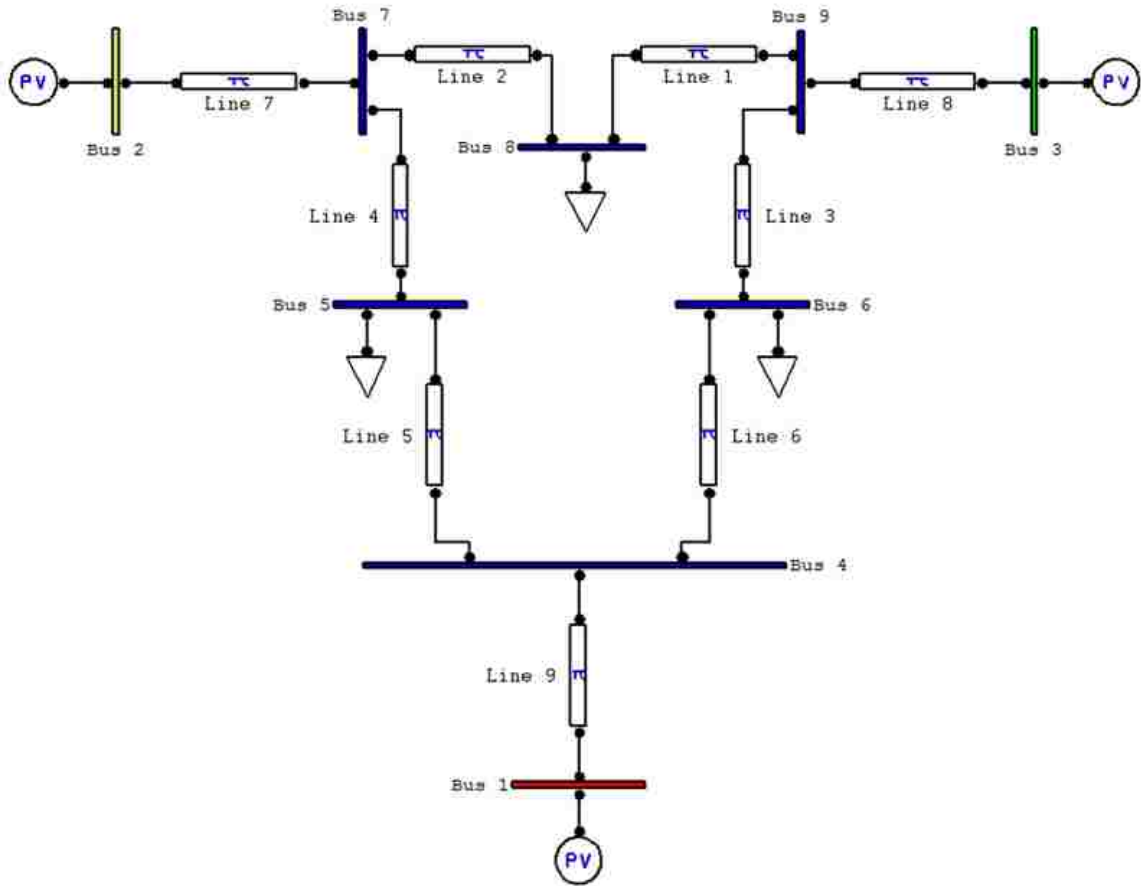 Bus 7
Bus 9
PV
Line 7
Bus 2
π
π
Line 2
π
Line 1
π
Line 8
PV
Bus 3
Bus 8
Line 4
π
π
Line 3
Bus 5
Bus 6
Line 5
π
π
Line 6
Bus 4
Line 9
π
Bus 1
PV